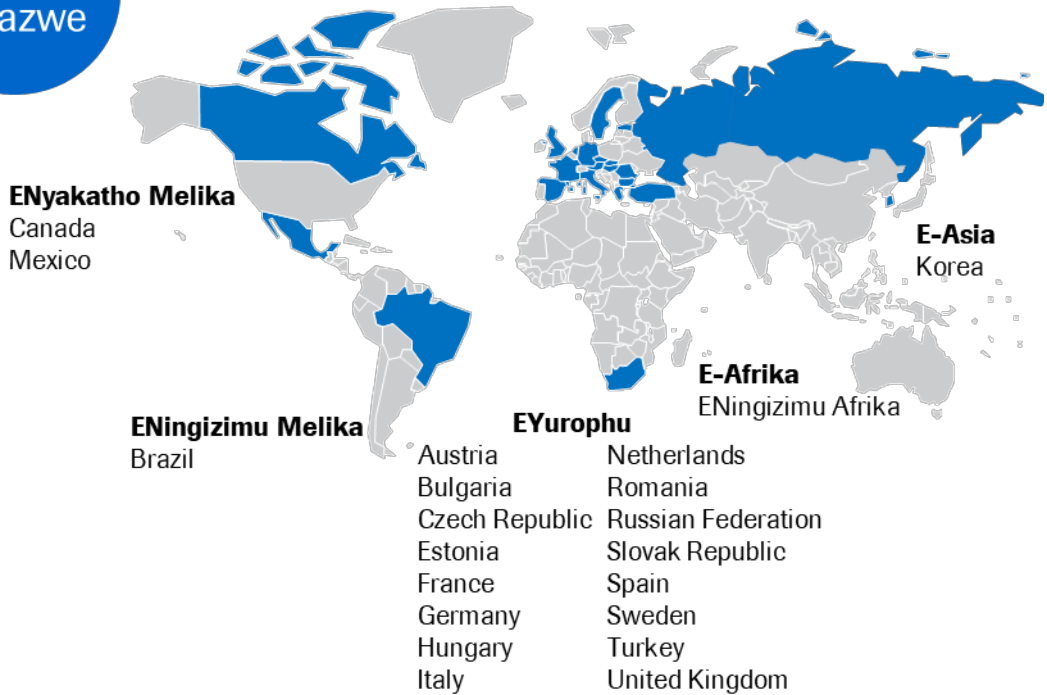 azwe
ENyakatho Melika
Canada
Mexico
E-Asia
Korea
E-Afrika
ENingizimu Afrika
ENingizimu Melika
Brazil
EYurophu
Austria
Bulgaria
Czech Republic
Estonia
France
Germany
Hungary
Italy
Netherlands
Romania
Russian Federation
Slovak Republic
Spain
Sweden
Turkey
United Kingdom